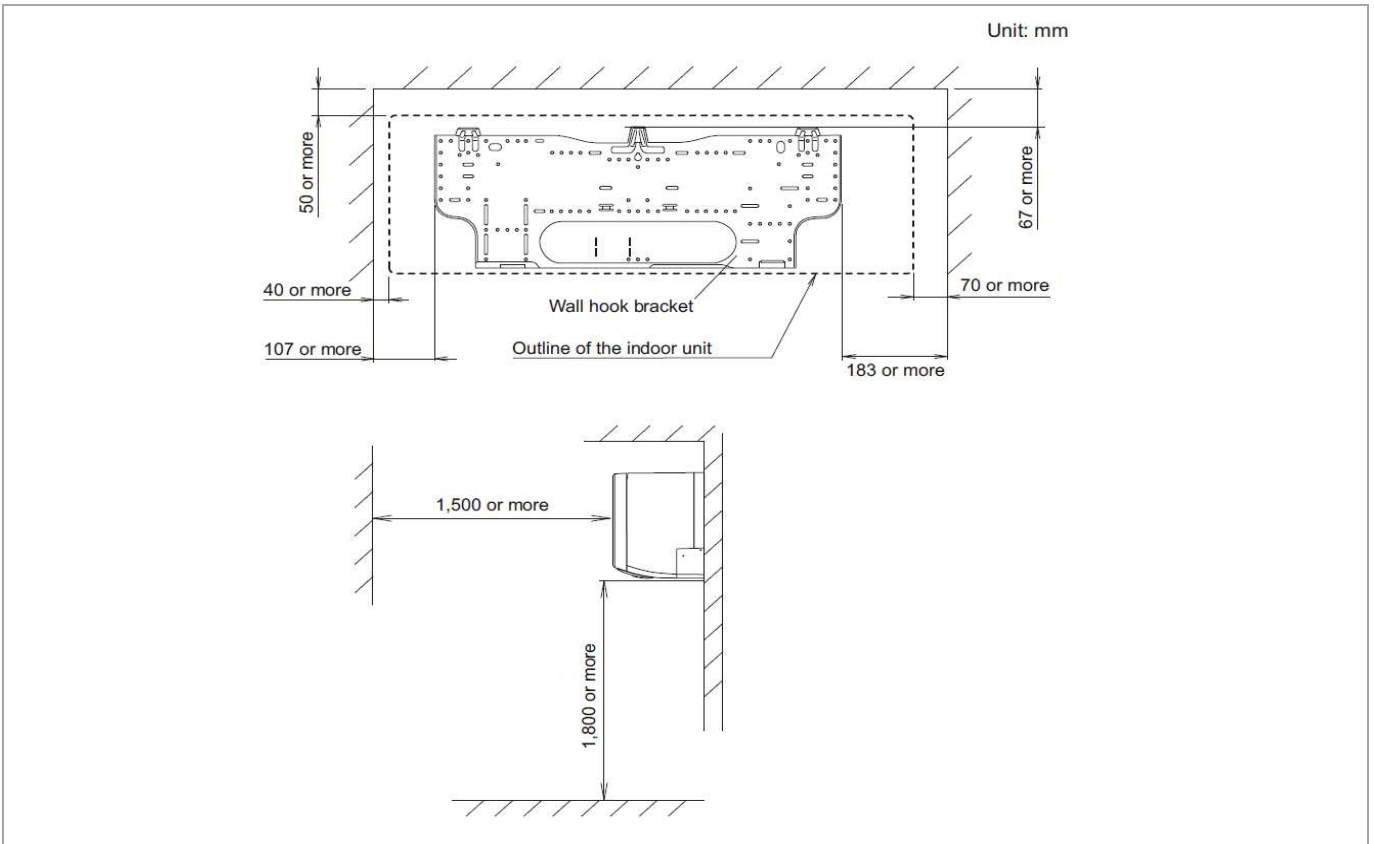 Unit: mm
50 or more
67 or more
40 or more
70 or more
Wall hook bracket
107 or more
Outline of the indoor unit
183 or more
1,500 or more
1,800 or more